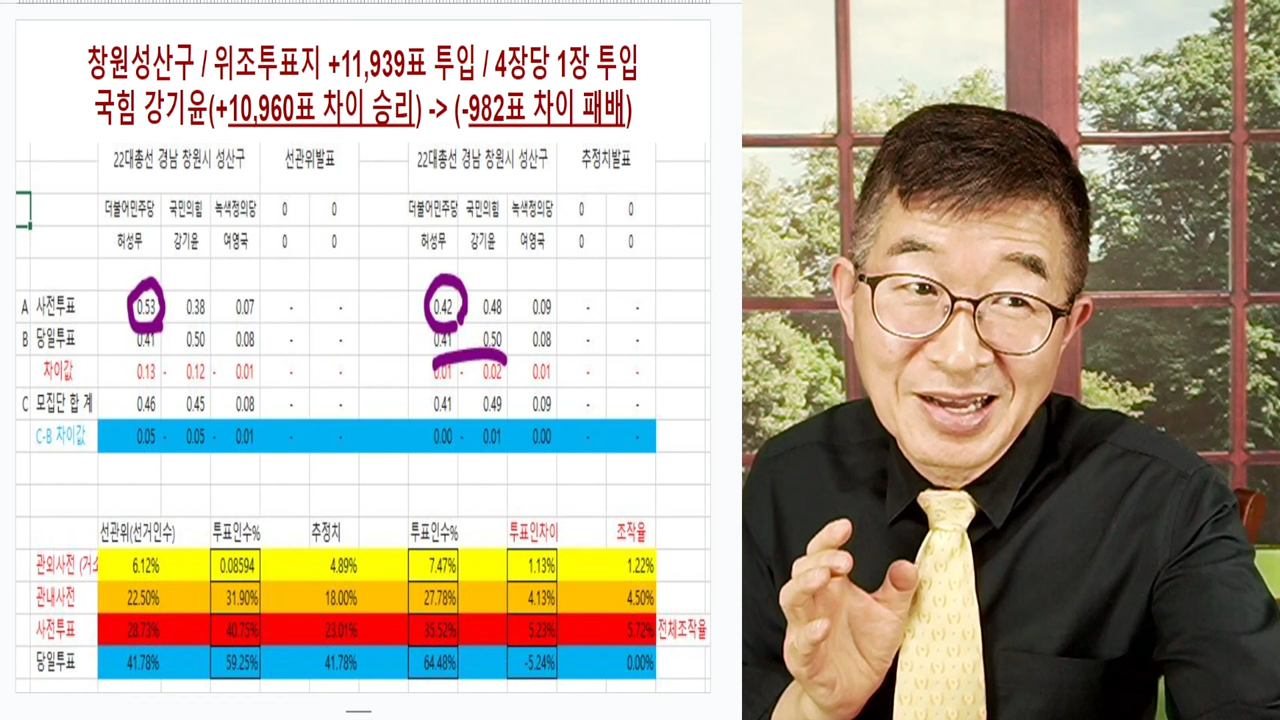 창원성산구 / 위조투표지 +11,939표 투입 / 4장당 1장 투입
국힘 강기윤(+10,960표 차이 승리) -> (-982표 차이 패배)
22대총선 경남 창원시 성산구 선관위발표 22대총선 경남 창원시 성산구 추정치발표
더불어민주당 국민의힘 녹색정의당 0 0 더불어민주당 국민의힘 녹색정의당 0 0
허성무 강기윤 여영국 0 0 허성무 강기윤 여영국 0 0
A 사전투표 0.53 0.38 0.07 - - 0.42 0.48 0.09 - -
B 당일투표 0.41 0.50 0.08 - - 0.41 0.50 0.08 - -
차이값 0.13 - 0.12 - 0.01 - - 0.01 - 0.02 0.01 - -
C 모집단 합 계 0.46 0.45 0.08 - - 0.41 0.49 0.09 - -
C-B 차이값 0.05 - 0.05 - 0.01 - - 0.00 - 0.01 0.00 - -
선관위(선거인수) 투표인수% 추정치 투표인수% 투표인차이 조작율
관외사전 (거소 6.12% 0.08594 4.89% 7.47% 1.13% 1.22%
관내사전 22.50% 31.90% 18.00% 27.78% 4.13% 4.50%
사전투표 28.73% 40.75% 23.01% 35.52% 5.23% 5.72% 전체조작율
당일투표 41.78% 59.25% 41.78% 64.48% -5.24% 0.00%